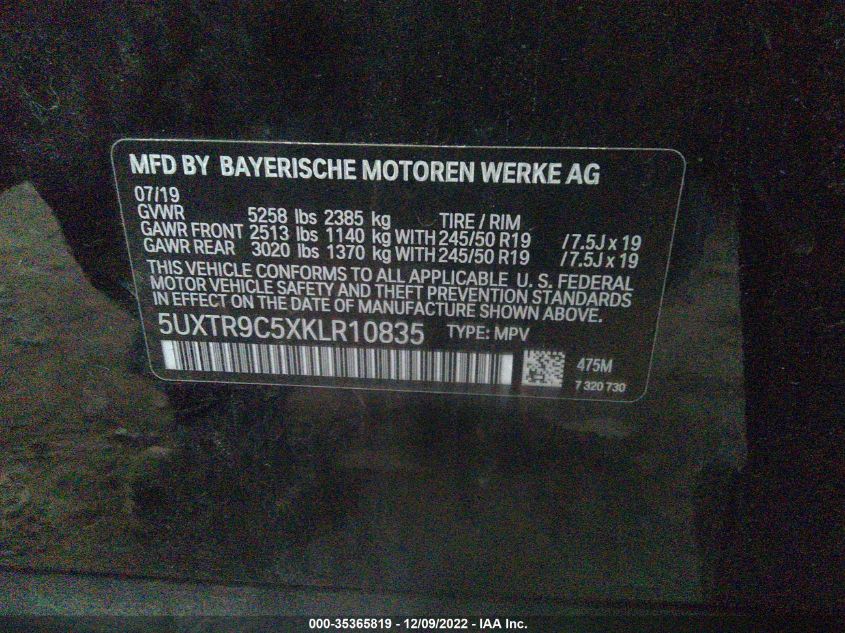 MFD BY BAYERISCHE MOTOREN WERKE AG
07/19
GVWR 5258 lbs 2385 kg TIRE / RIM
GAWR FRONT 2513 lbs 1140 kg WITH 245/50 R19 / 7.5J x 19
GAWR REAR 3020 lbs 1370 kg WITH 245/50 R19 / 7.5J x 19
THIS VEHICLE CONFORMS TO ALL APPLICABLE U. S. FEDERAL
MOTOR VEHICLE SAFETY AND THEFT PREVENTION STANDARDS
IN EFFECT ON THE DATE OF MANUFACTURE SHOWN ABOVE.
5UXTR9C5XKLR10835 TYPE: MPV
475M
7 320 730
000-35365819 - 12/09/2022 - IAA Inc.